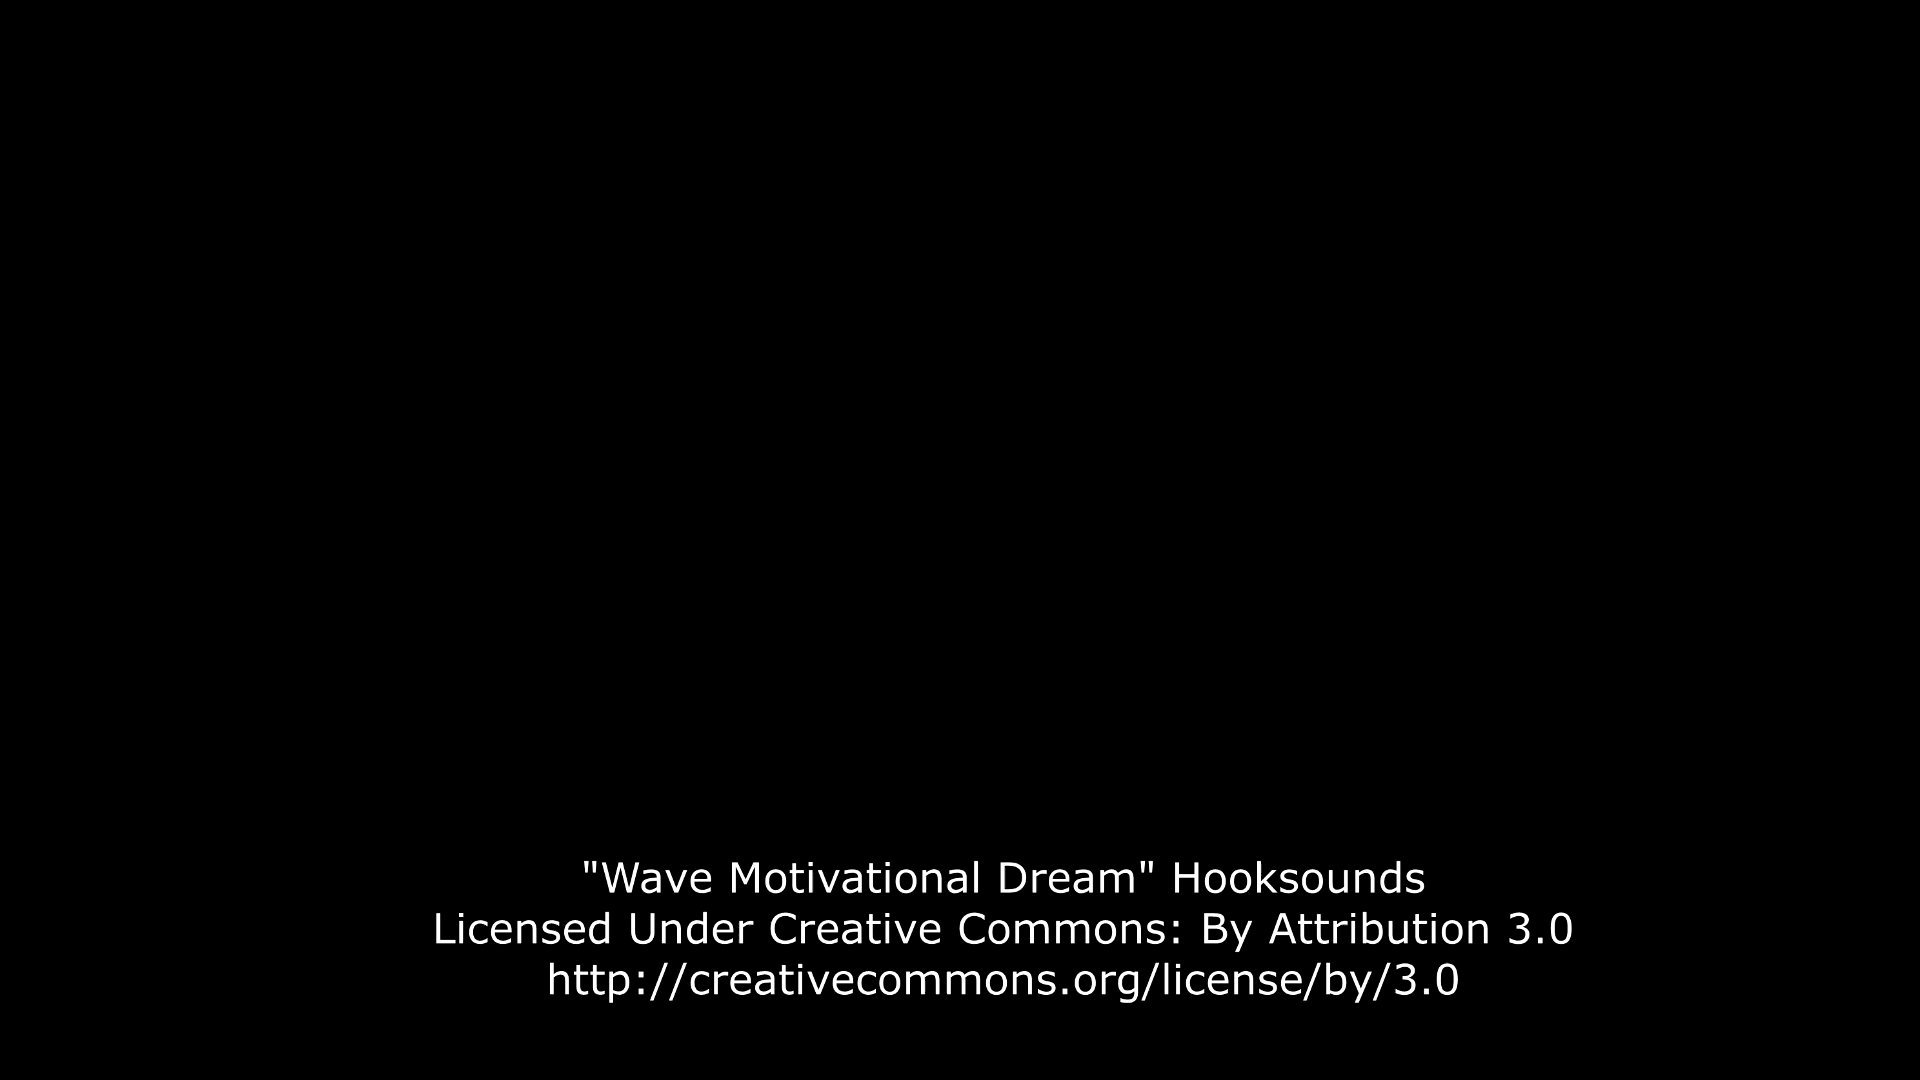 "Wave Motivational Dream" Hooksounds
Licensed Under Creative Commons: By Attribution 3.0
http://creativecommons.org/license/by/3.0